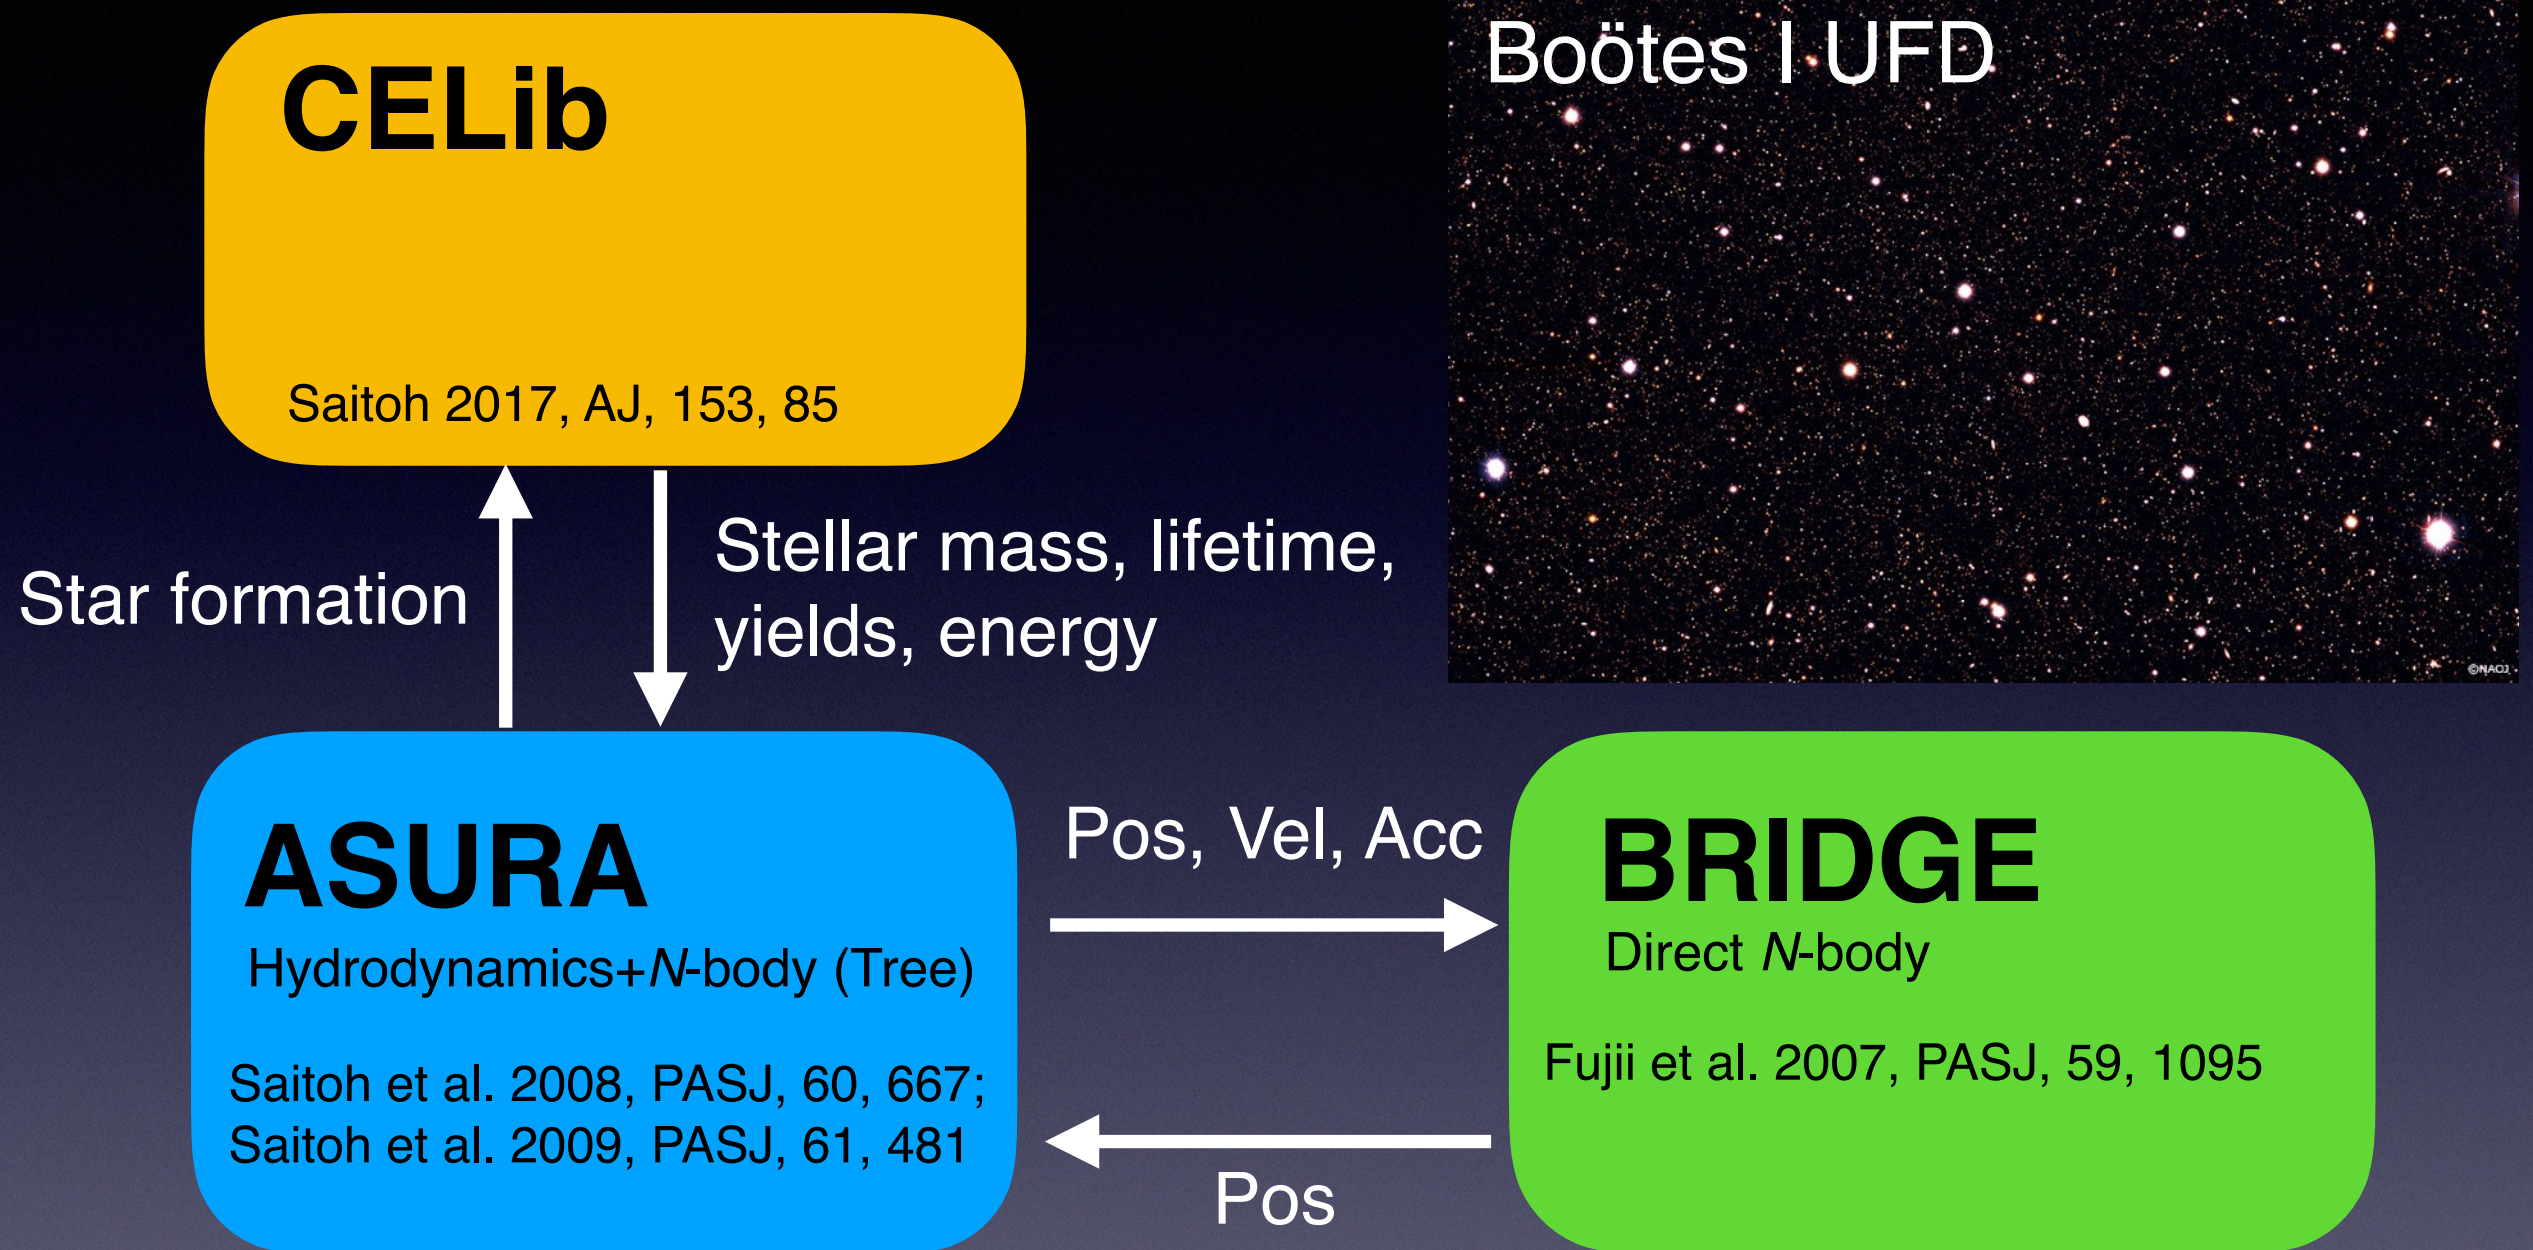 CELib
Saitoh 2017, AJ, 153, 85
Boötes I UFD
©NAOJ
Star formation
Stellar mass, lifetime,
yields, energy
ASURA
Hydrodynamics+N-body (Tree)
Saitoh et al. 2008, PASJ, 60, 667;
Saitoh et al. 2009, PASJ, 61, 481
Pos, Vel, Acc
Pos
BRIDGE
Direct N-body
Fujii et al. 2007, PASJ, 59, 1095